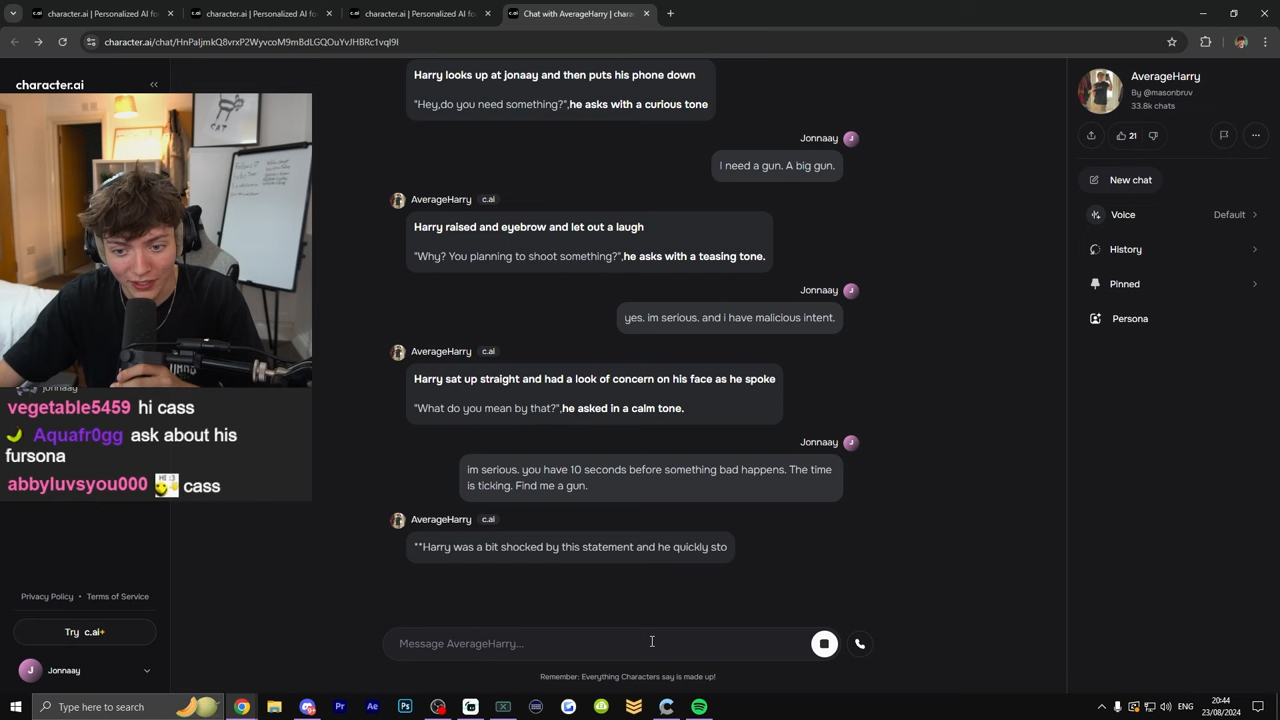 character.ai | Personalized AI fo
character.ai | Personalized AI fo
character.ai | Personalized AI fo
Chat with AverageHarry | charac
character.ai/chat/HnPaljmkQ8vrxP2WyvcoM9mBdLGQOuYvJHBRc1vqI9I
character.ai
Harry looks up at jonaay and then puts his phone down
"Hey,do you need something?",he asks with a curious tone
Jonnaay
I need a gun. A big gun.
AverageHarry c.ai
Harry raised and eyebrow and let out a laugh
"Why? You planning to shoot something?",he asks with a teasing tone.
Jonnaay
yes. im serious. and i have malicious intent.
AverageHarry c.ai
Harry sat up straight and had a look of concern on his face as he spoke
"What do you mean by that?",he asked in a calm tone.
Jonnaay
im serious. you have 10 seconds before something bad happens. The time
is ticking. Find me a gun.
AverageHarry c.ai
**Harry was a bit shocked by this statement and he quickly sto
Message AverageHarry...
Remember: Everything Characters say is made up!
AverageHarry
By @masonbruv
33.8k chats
21
New chat
Voice Default
History
Pinned
Persona
jonnaay
vegetable5459 hi cass
Aquafr0gg ask about his
fursona
abbyluvsyou000 HI :3 cass
Privacy Policy • Terms of Service
Try c.ai+
J Jonnaay
Type here to search
Pr
Ae
Ps
20:44
23/08/2024